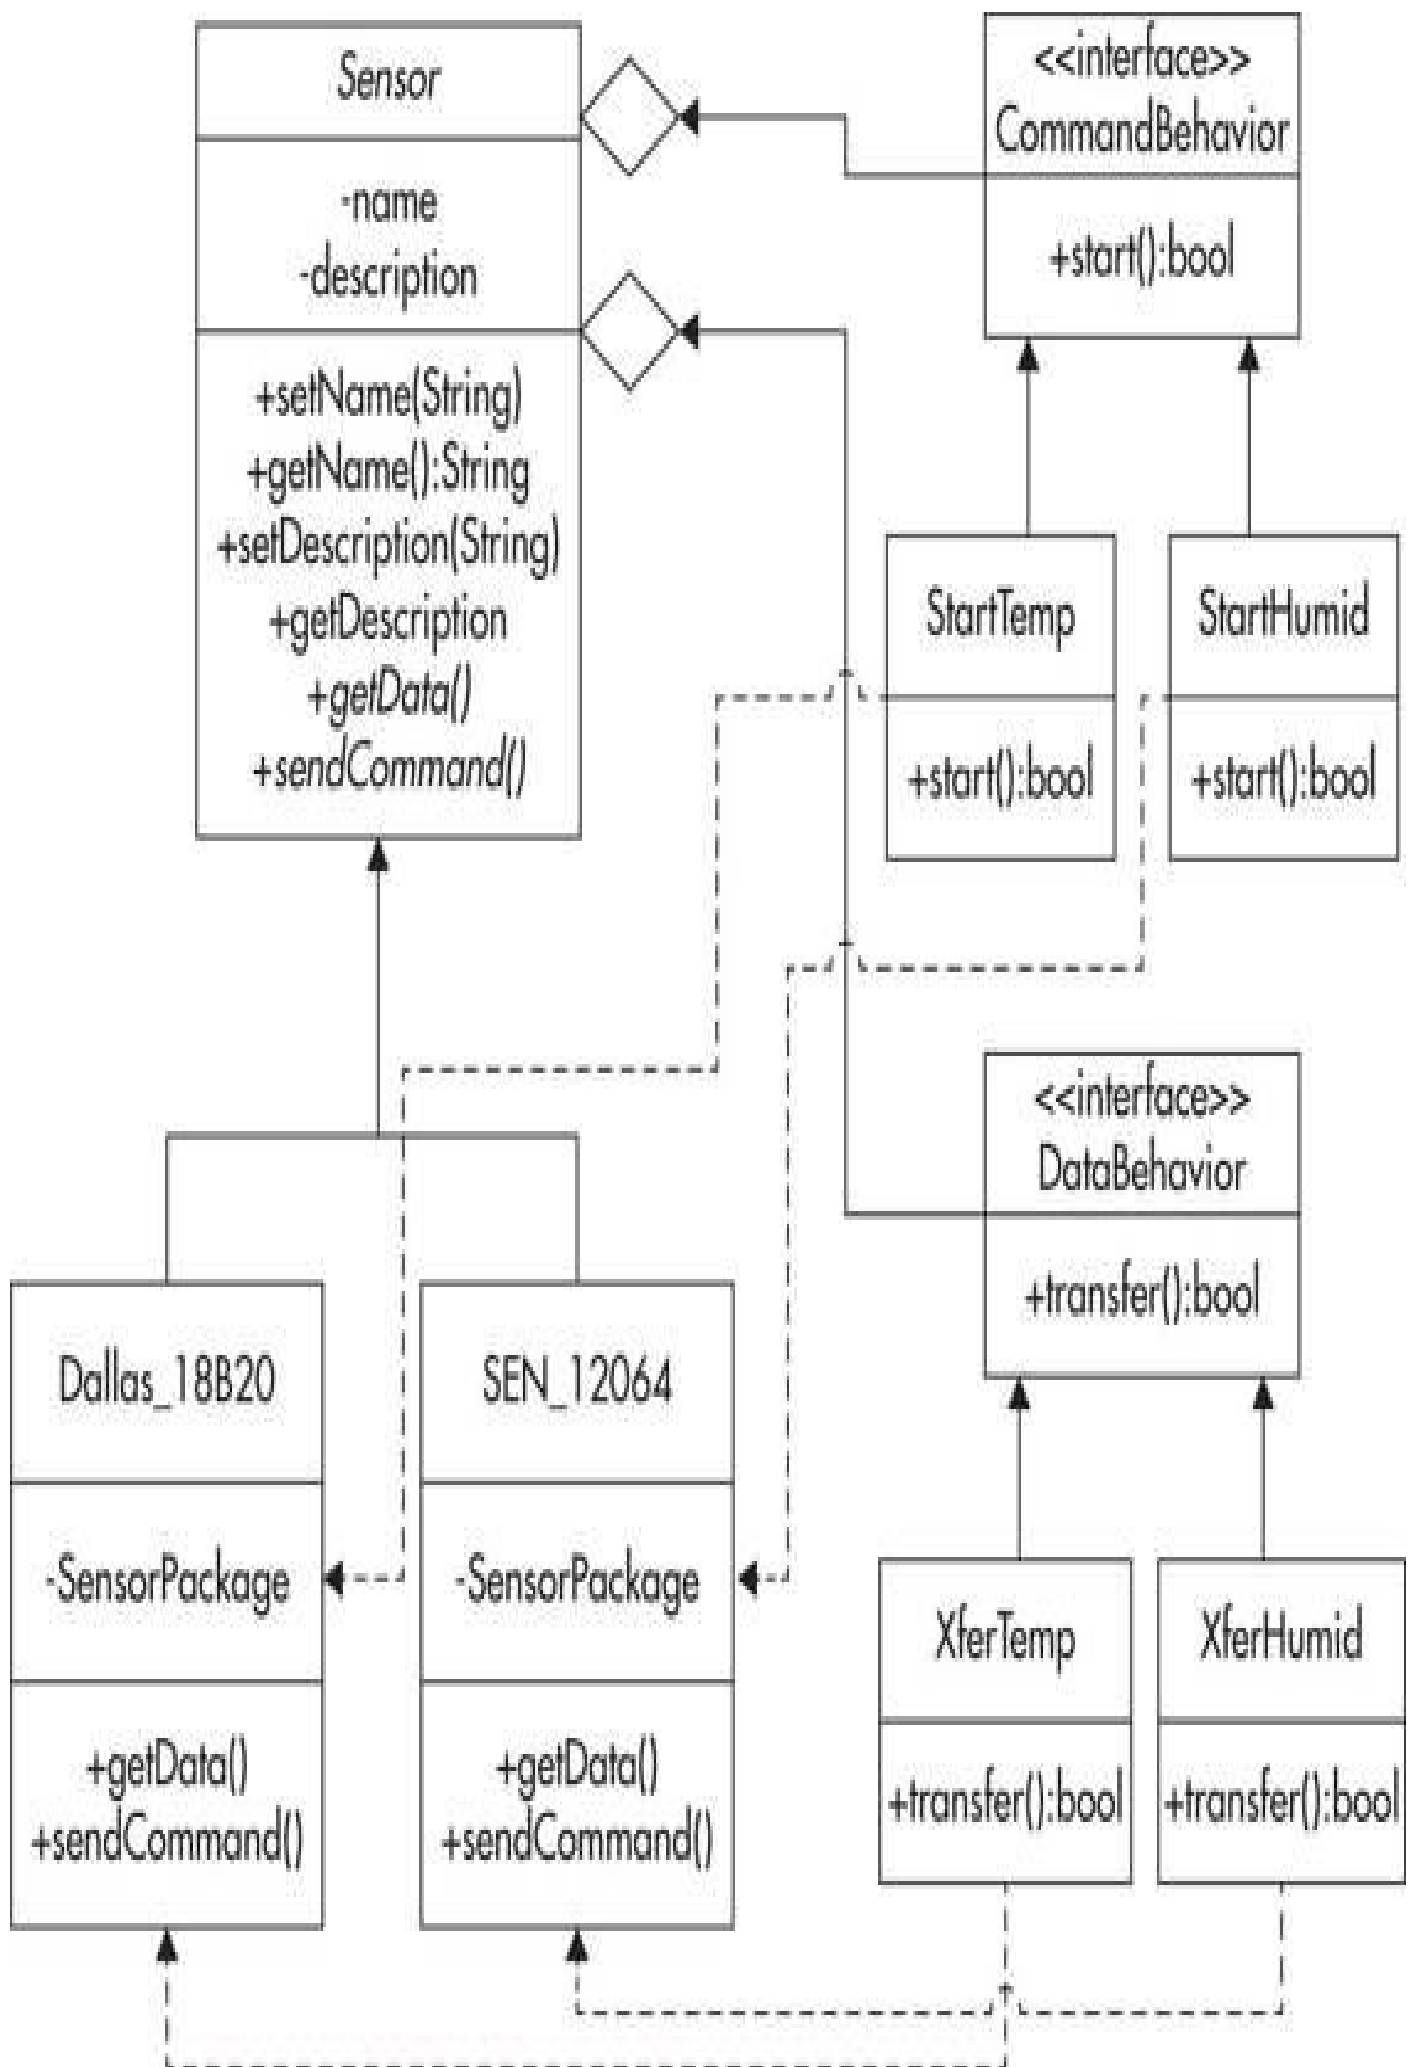 Sensor
-name
-description
+setName(String)
+getName():String
+setDescription(String)
+getDescription
+getData()
+sendCommand()
<<interface>>
CommandBehavior
+start():bool
StartTemp
+start():bool
StartHumid
+start():bool
<<interface>>
DataBehavior
+transfer():bool
Dallas_18B20
-SensorPackage
+getData()
+sendCommand()
SEN_12064
-SensorPackage
+getData()
+sendCommand()
XferTemp
+transfer():bool
XferHumid
+transfer():bool